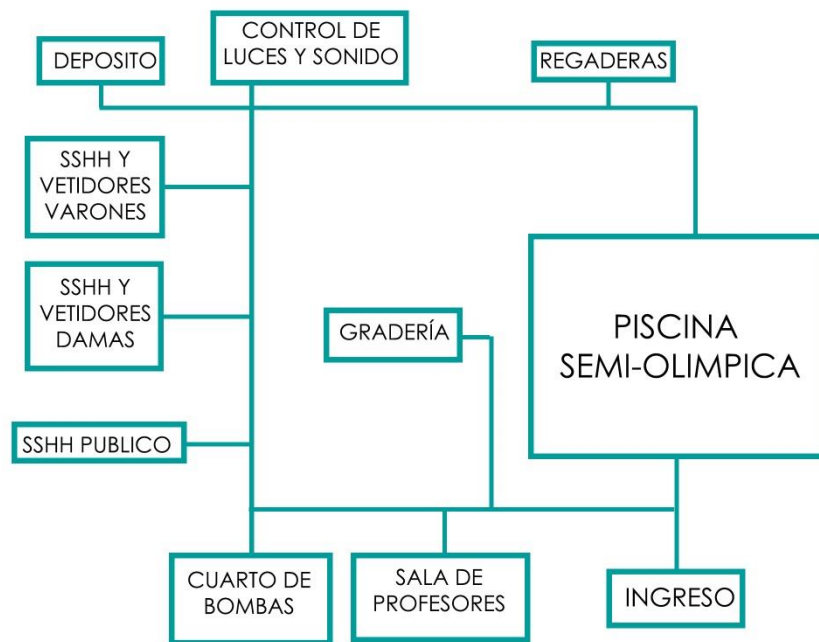 DEPOSITO
CONTROL DE
LUCES Y SONIDO
REGADERAS
SSHH Y
VETIDORES
VARONES
SSHH Y
VETIDORES
DAMAS
GRADERÍA
PISCINA
SEMI-OLIMPICA
SSHH PUBLICO
CUARTO DE
BOMBAS
SALA DE
PROFESORES
INGRESO